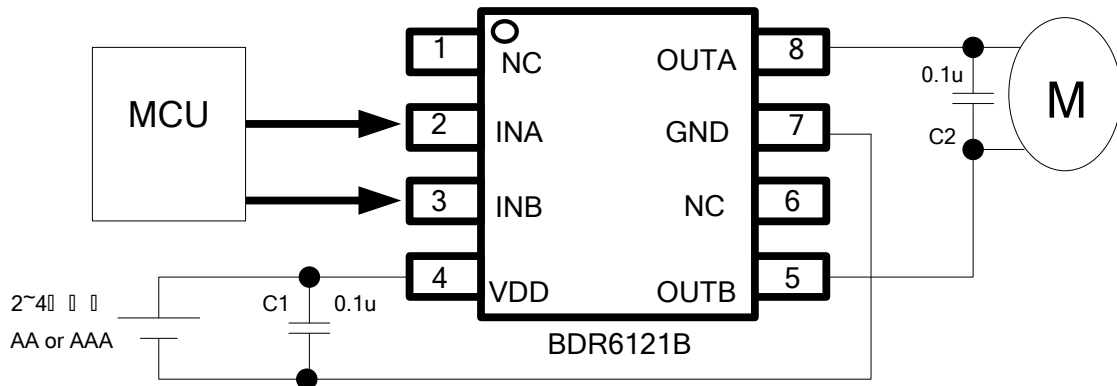 1
NC
OUTA
8
0.1u
MCU
M
2
INA
GND
7
C2
3
INB
NC
6
4
VDD
OUTB
5
2~4
C1
0.1u
AA or AAA
BDR6121B